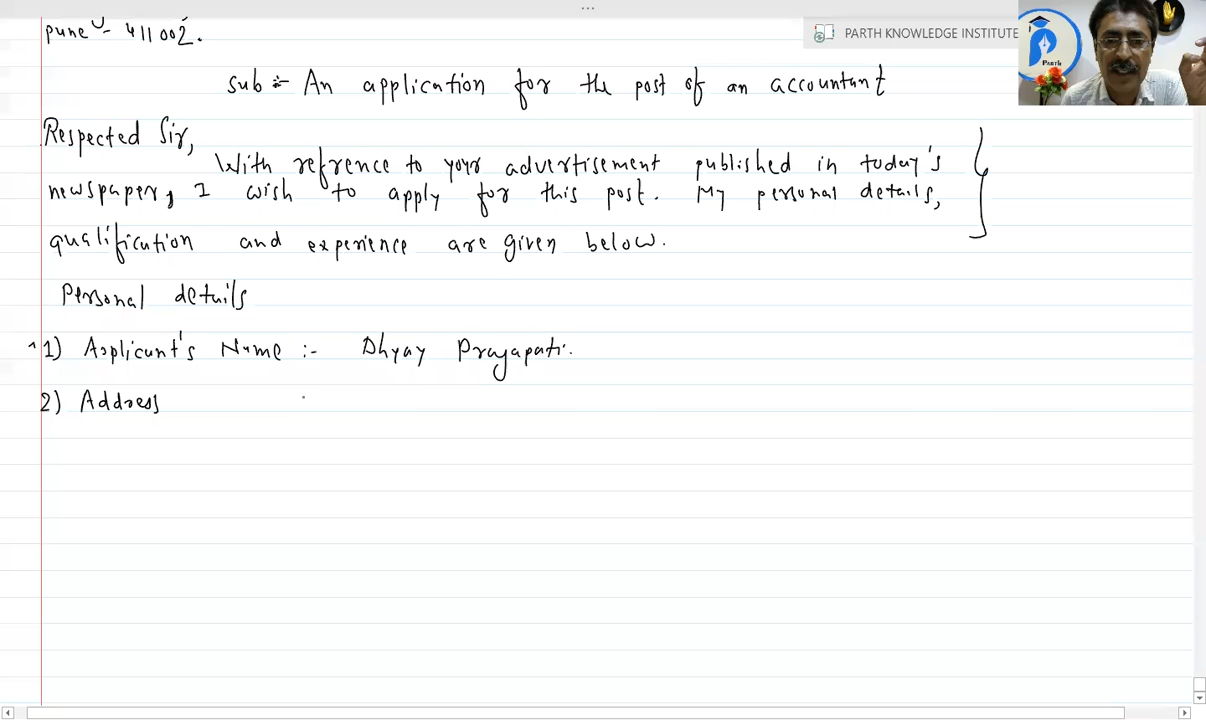 pune - 411002.
PARTH KNOWLEDGE INSTITUTE
Parth
sub :- An application for the post of an accountant
Respected Sir,
With refrence to your advertisement published in today's
newspaper, I wish to apply for this post. My personal details,
qualification and experience are given below.
Personal details
1) Applicant's Name :- Dhyay Prajapati.
2) Address